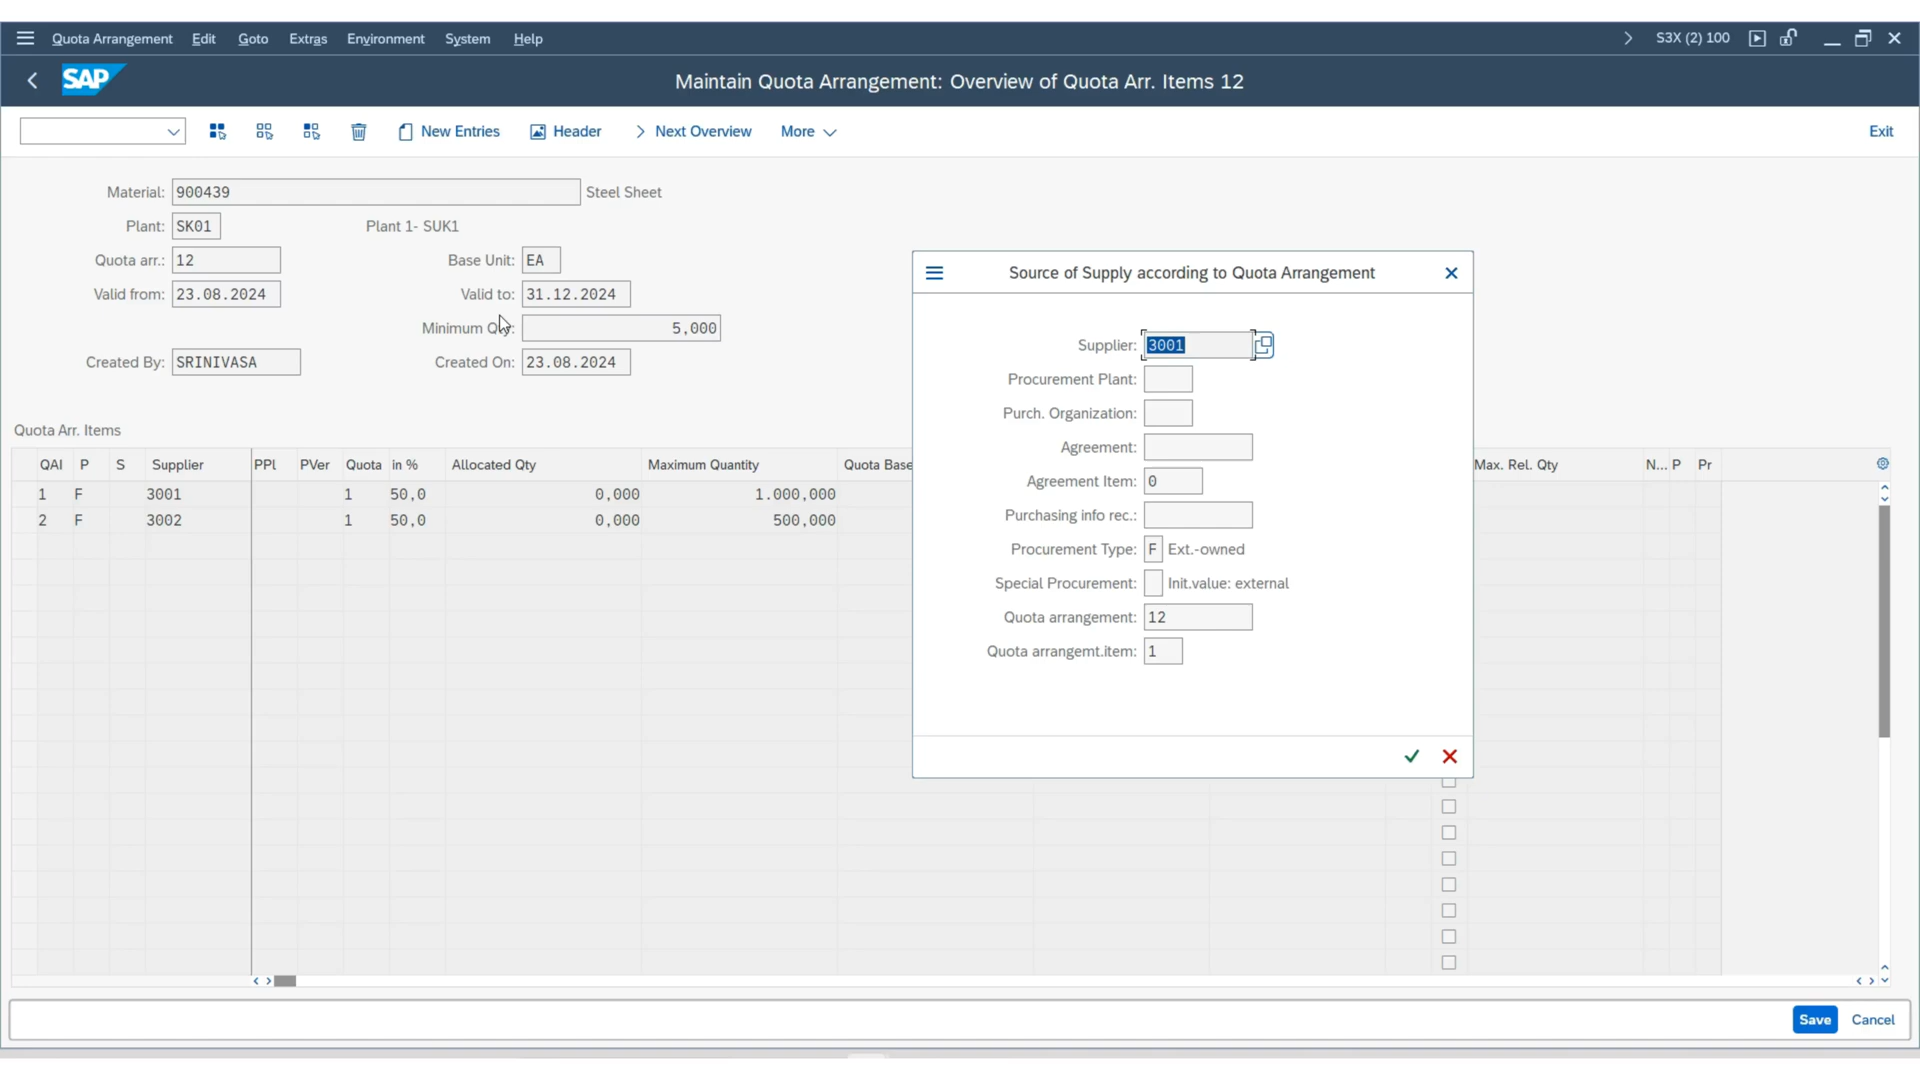 Quota Arrangement Edit Goto Extras Environment System Help S3X (2) 100
SAP Maintain Quota Arrangement: Overview of Quota Arr. Items 12
New Entries Header Next Overview More Exit
Material: 900439 Steel Sheet
Plant: SK01 Plant 1- SUK1
Quota arr.: 12 Base Unit: EA
Valid from: 23.08.2024 Valid to: 31.12.2024
Minimum Qty: 5,000
Created By: SRINIVASA Created On: 23.08.2024
Quota Arr. Items
QAI P S Supplier PPl PVer Quota in % Allocated Qty Maximum Quantity Quota Base Max. Rel. Qty N... P Pr
1 F 3001 1 50,0 0,000 1.000,000
2 F 3002 1 50,0 0,000 500,000
Source of Supply according to Quota Arrangement
Supplier: 3001
Procurement Plant:
Purch. Organization:
Agreement:
Agreement Item: 0
Purchasing info rec.:
Procurement Type: F Ext.-owned
Special Procurement: Init.value: external
Quota arrangement: 12
Quota arrangemt.item: 1
Save Cancel